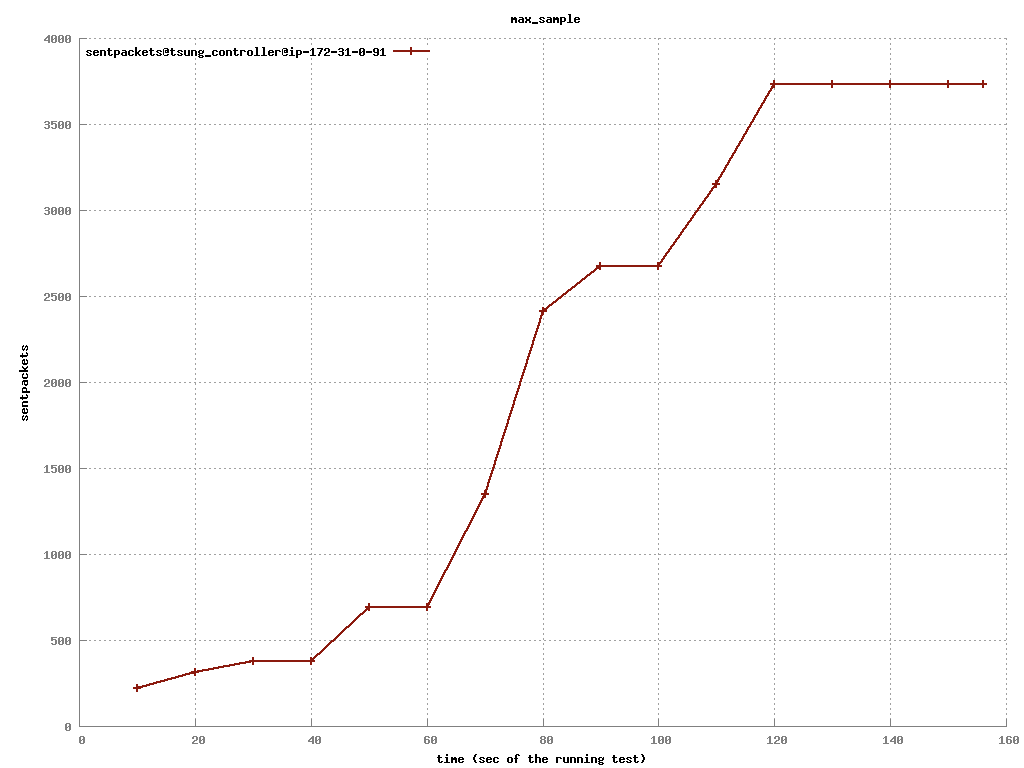 max_sample
sentpackets@tsung_controller@ip-172-31-0-91
4000
3500
3000
2500
2000
1500
1000
500
0
sentpackets
0 20 40 60 80 100 120 140 160
time (sec of the running test)